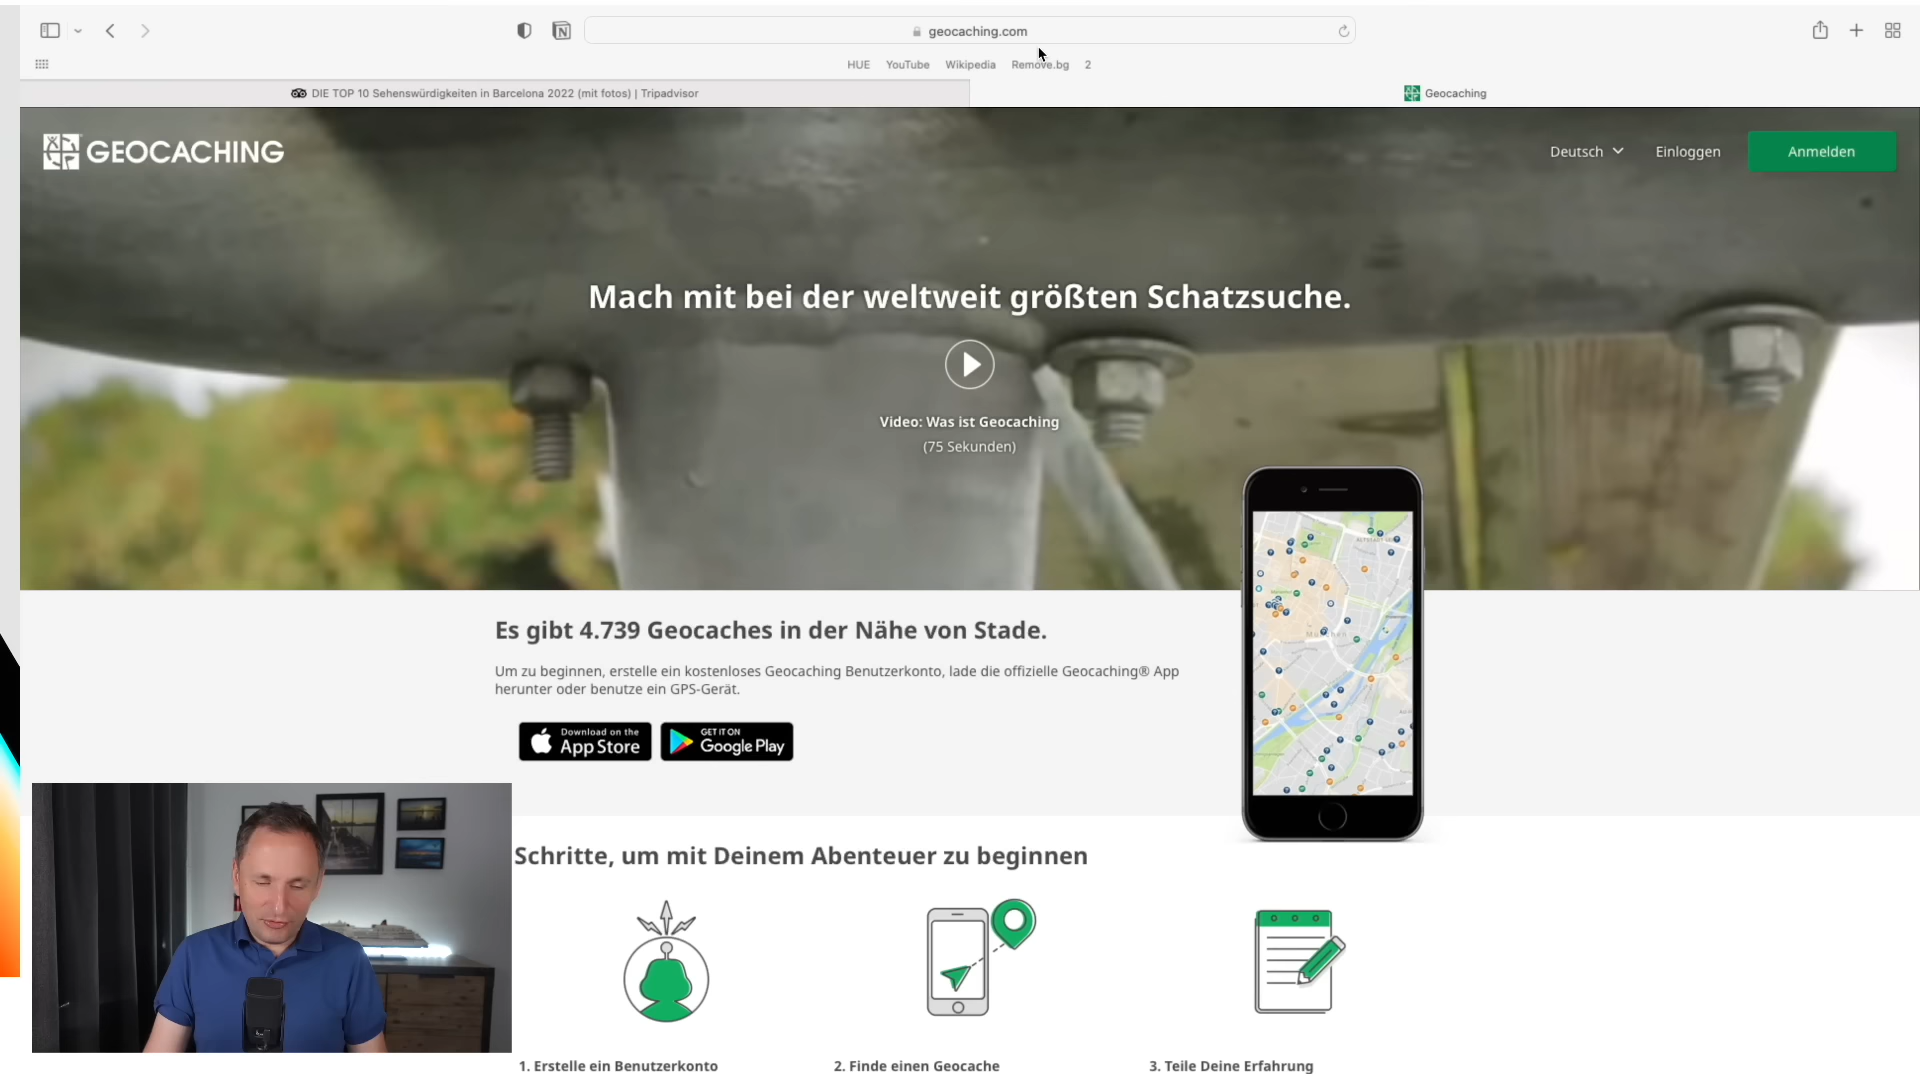 geocaching.com
HUE YouTube Wikipedia Remove.bg 2
DIE TOP 10 Sehenswürdigkeiten in Barcelona 2022 (mit fotos) | Tripadvisor
Geocaching
GEOCACHING
Deutsch
Einloggen
Anmelden
Mach mit bei der weltweit größten Schatzsuche.
Video: Was ist Geocaching
(75 Sekunden)
Es gibt 4.739 Geocaches in der Nähe von Stade.
Um zu beginnen, erstelle ein kostenloses Geocaching Benutzerkonto, lade die offizielle Geocaching® App
herunter oder benutze ein GPS-Gerät.
Download on the
App Store
GET IT ON
Google Play
München
Schritte, um mit Deinem Abenteuer zu beginnen
1. Erstelle ein Benutzerkonto
2. Finde einen Geocache
3. Teile Deine Erfahrung